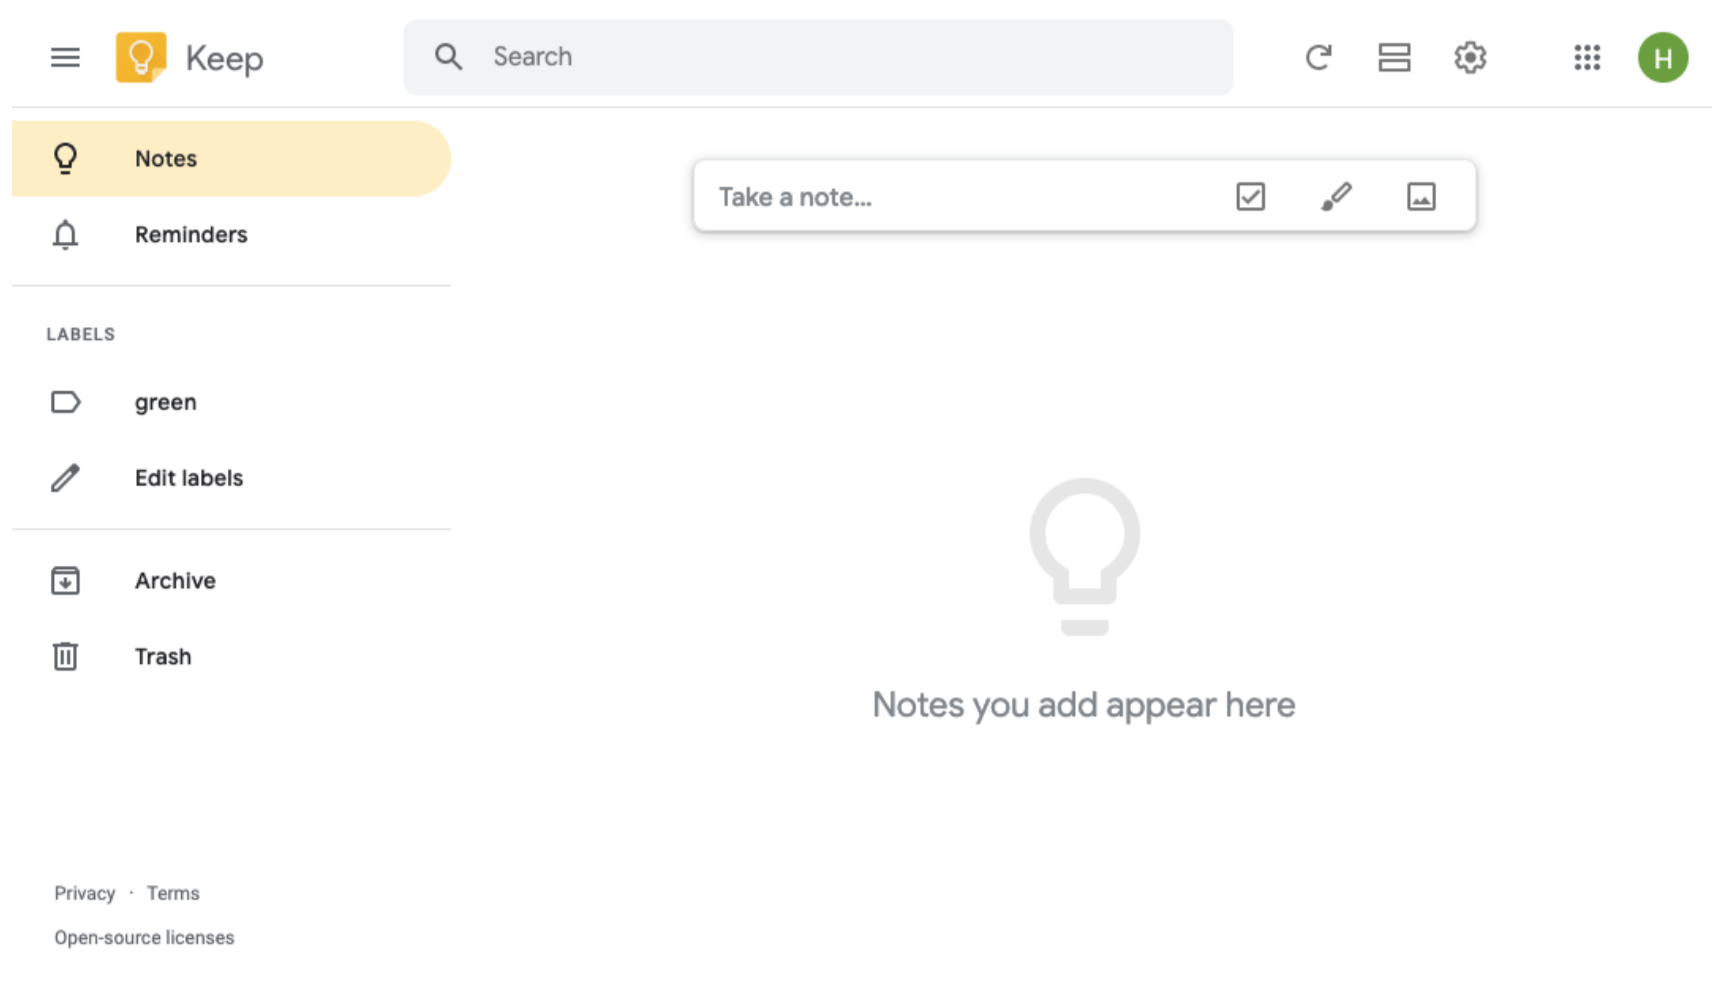 Keep
Search
H
Notes
Take a note...
Reminders
LABELS
green
Edit labels
Archive
Trash
Notes you add appear here
Privacy · Terms
Open-source licenses